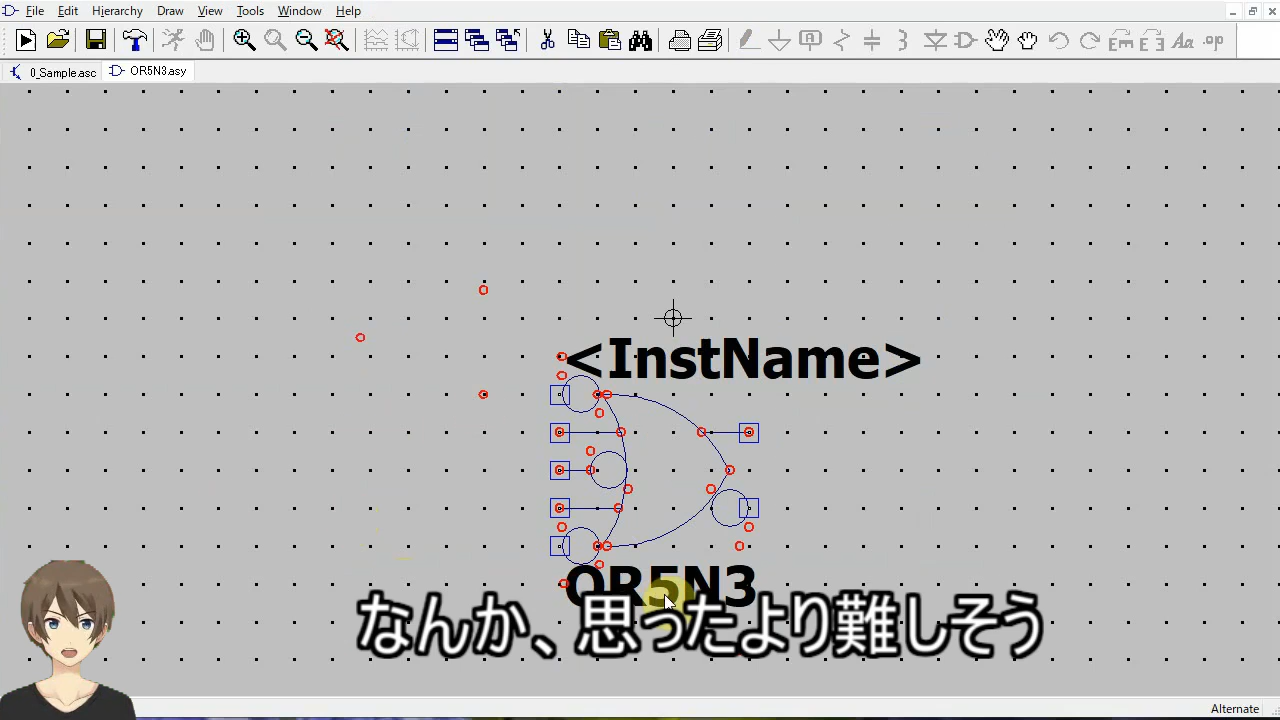 File Edit Hierarchy Draw View Tools Window Help
0_Sample.asc OR5N3.asy
<InstName>
OR5N3
なんか、思ったより難しそう
Alternate